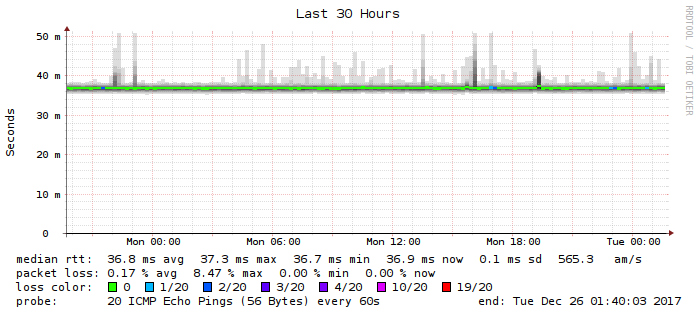 Last 30 Hours
RRDTOOL / TOBI OETIKER
Seconds
50 m
40 m
30 m
20 m
10 m
0
Mon 00:00 Mon 06:00 Mon 12:00 Mon 18:00 Tue 00:00
median rtt: 36.8 ms avg 37.3 ms max 36.7 ms min 36.9 ms now 0.1 ms sd 565.3 am/s
packet loss: 0.17 % avg 8.47 % max 0.00 % min 0.00 % now
loss color: 0 1/20 2/20 3/20 4/20 10/20 19/20
probe: 20 ICMP Echo Pings (56 Bytes) every 60s end: Tue Dec 26 01:40:03 2017